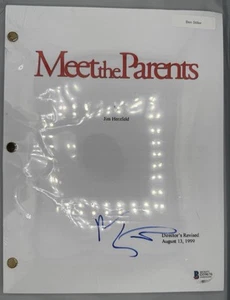 Meet the Parents
Jim Herzfeld
Director's Revised
August 13, 1999